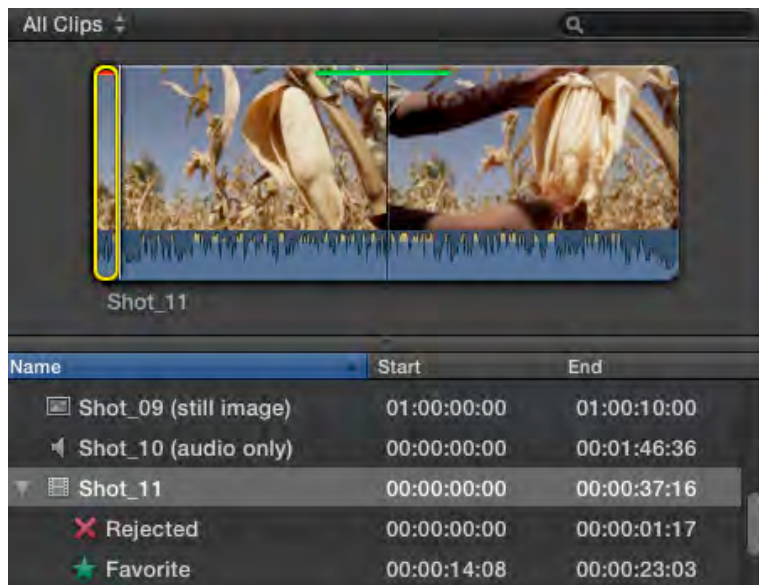 All Clips
Shot_11
Name Start End
Shot_09 (still image) 01:00:00:00 01:00:10:00
Shot_10 (audio only) 00:00:00:00 00:01:46:36
Shot_11 00:00:00:00 00:00:37:16
Rejected 00:00:00:00 00:00:01:17
Favorite 00:00:14:08 00:00:23:03